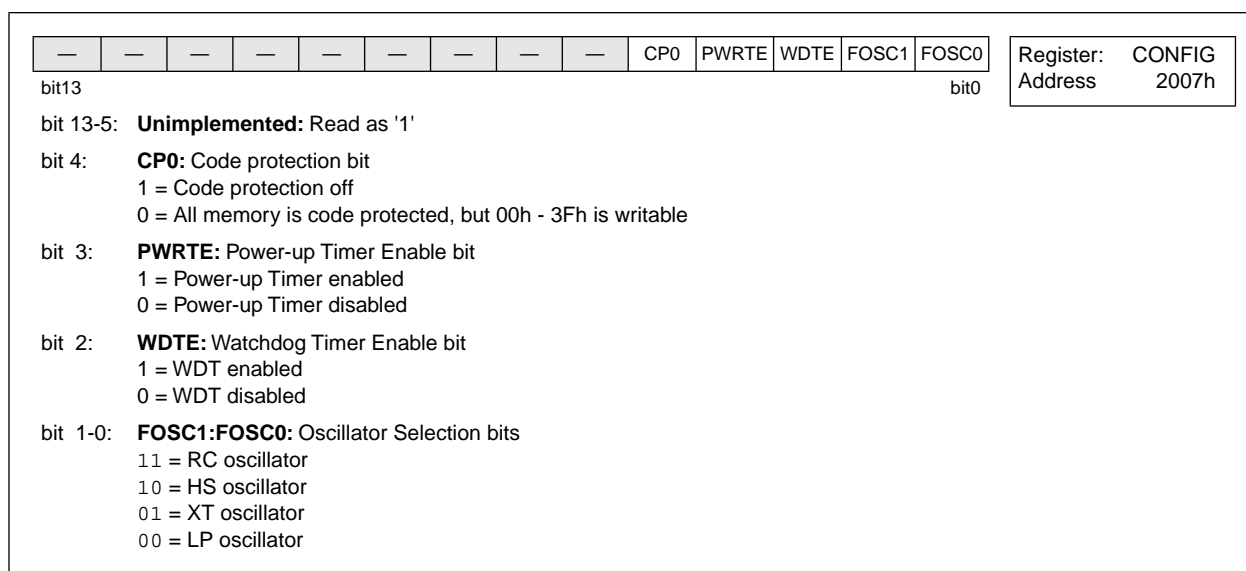 — — — — — — — — — CP0 PWRTE WDTE FOSC1 FOSC0
bit13 bit0
Register: CONFIG
Address 2007h
bit 13-5: Unimplemented: Read as '1'
bit 4: CP0: Code protection bit
1 = Code protection off
0 = All memory is code protected, but 00h - 3Fh is writable
bit 3: PWRTE: Power-up Timer Enable bit
1 = Power-up Timer enabled
0 = Power-up Timer disabled
bit 2: WDTE: Watchdog Timer Enable bit
1 = WDT enabled
0 = WDT disabled
bit 1-0: FOSC1:FOSC0: Oscillator Selection bits
11 = RC oscillator
10 = HS oscillator
01 = XT oscillator
00 = LP oscillator